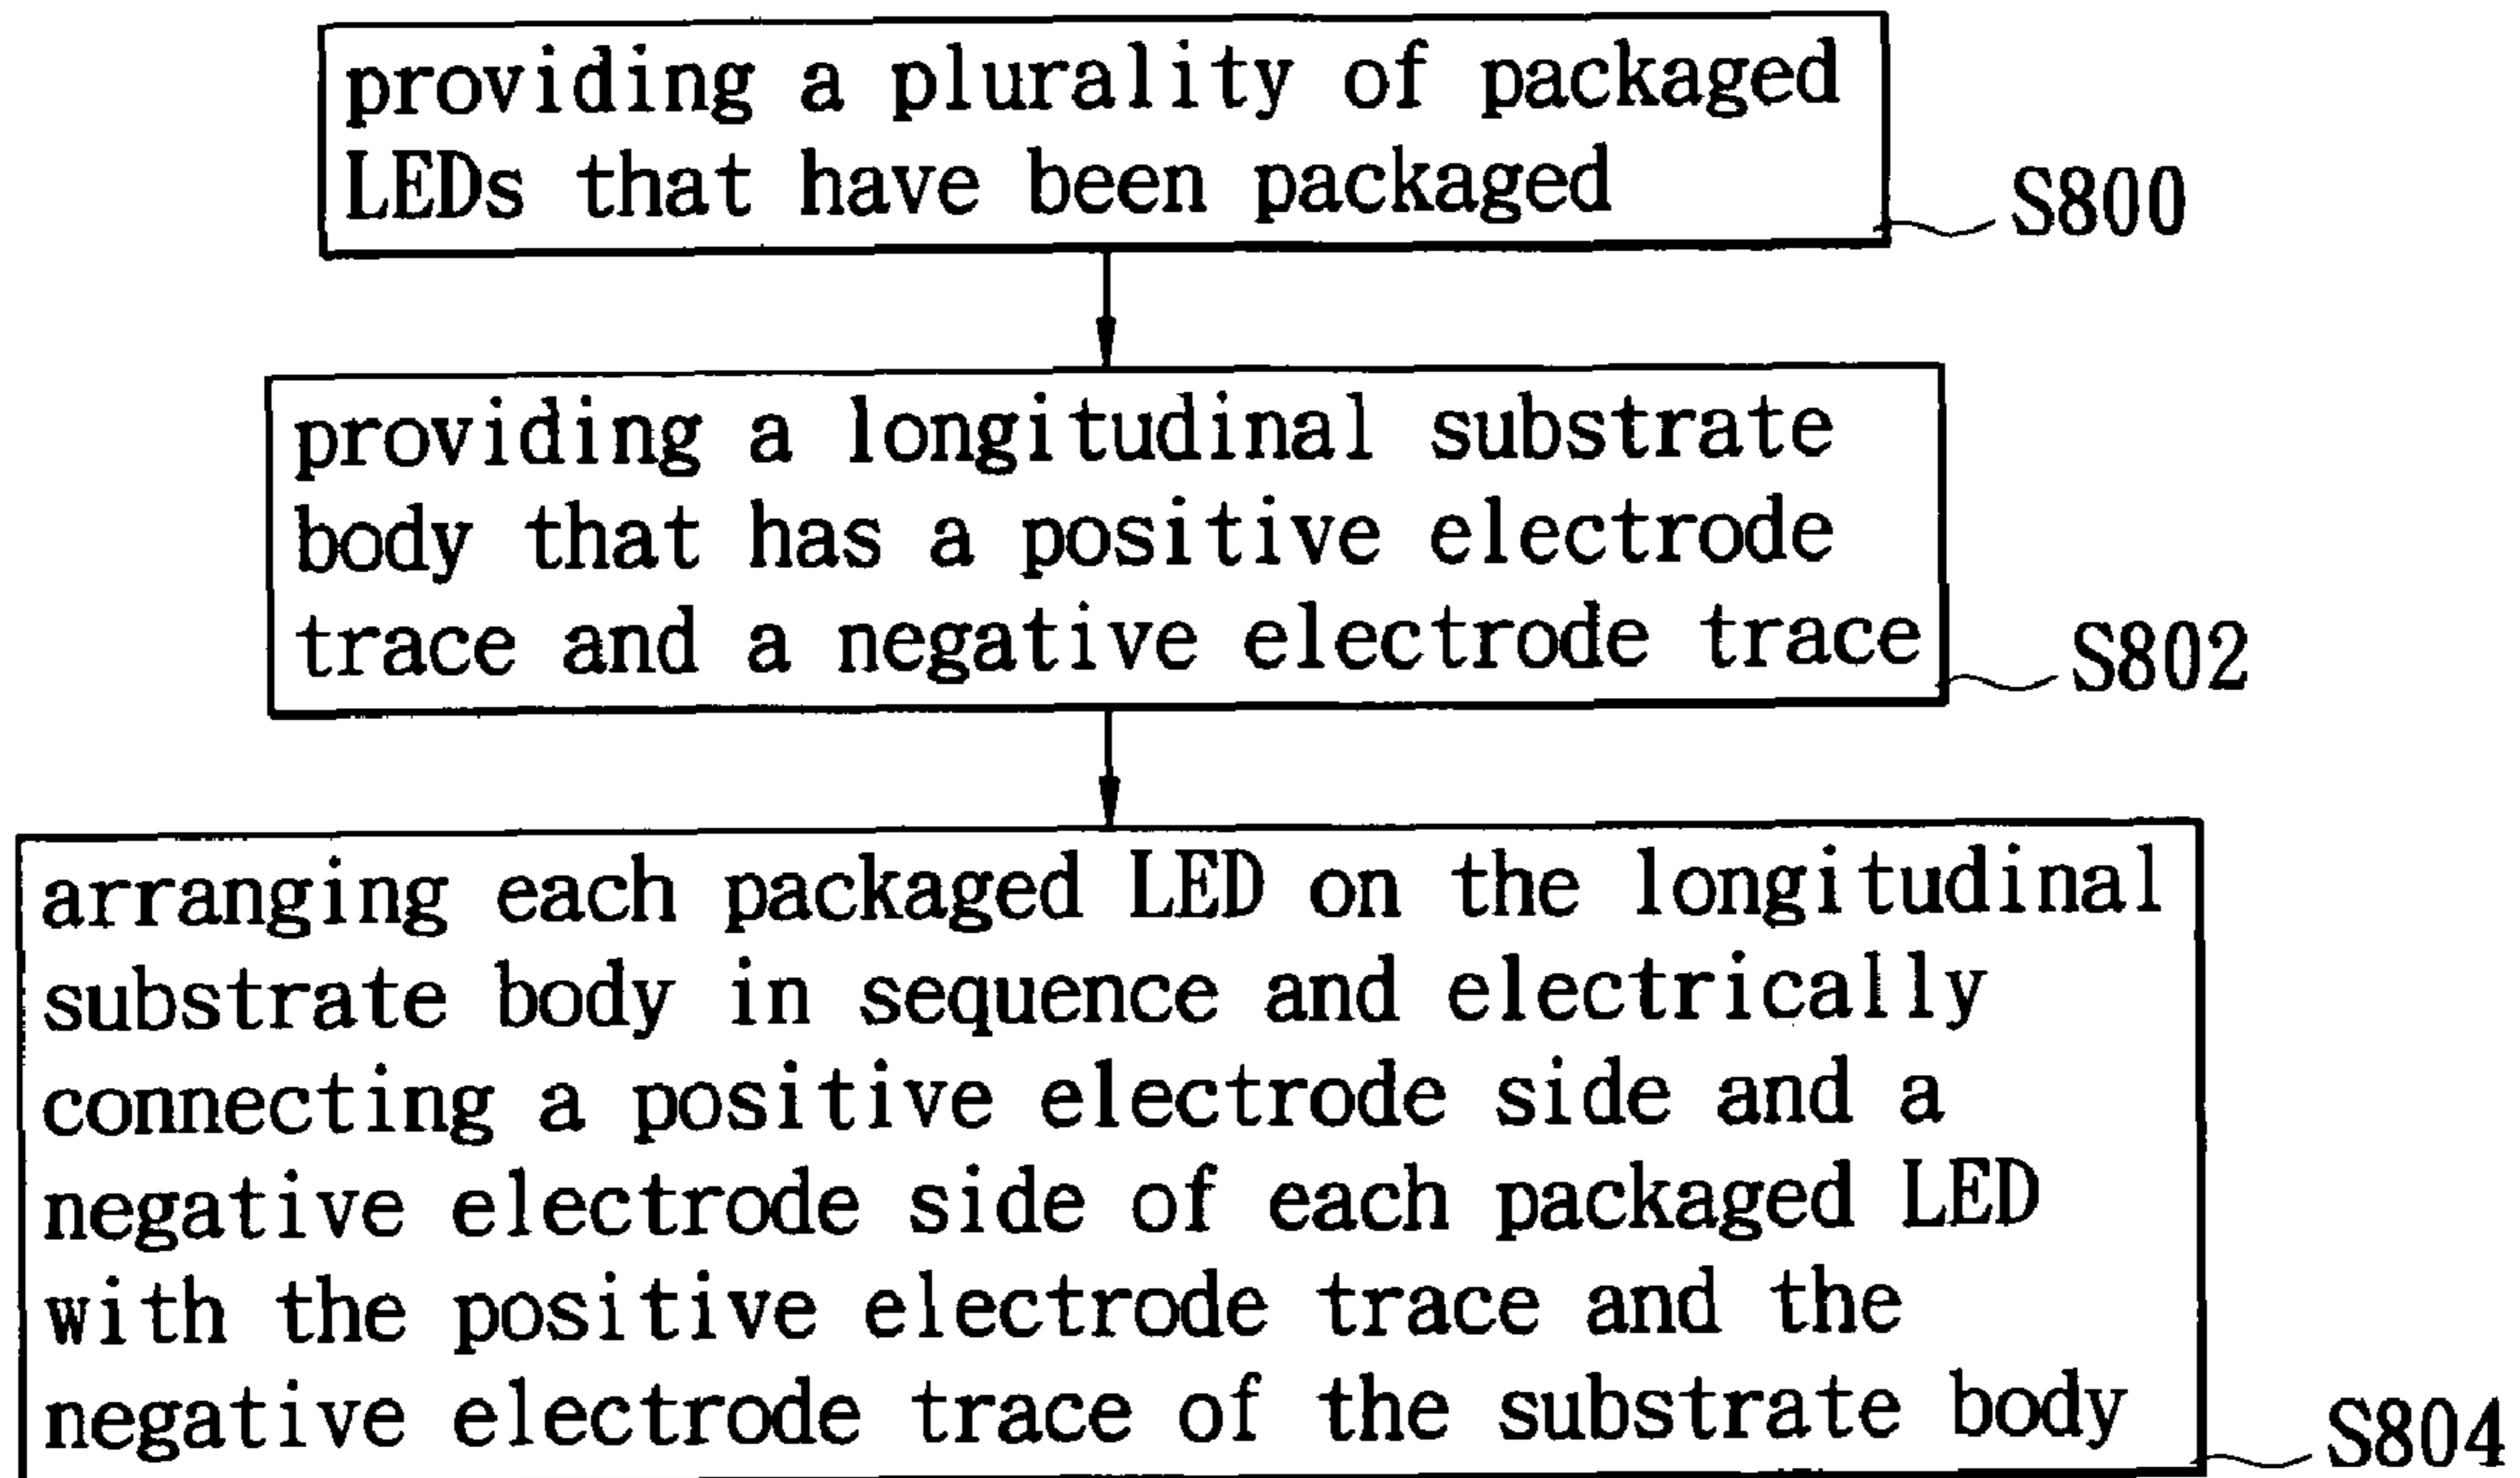 providing a plurality of packaged
LEDs that have been packaged
S800
providing a longitudinal substrate
body that has a positive electrode
trace and a negative electrode trace
S802
arranging each packaged LED on the longitudinal
substrate body in sequence and electrically
connecting a positive electrode side and a
negative electrode side of each packaged LED
with the positive electrode trace and the
negative electrode trace of the substrate body
S804